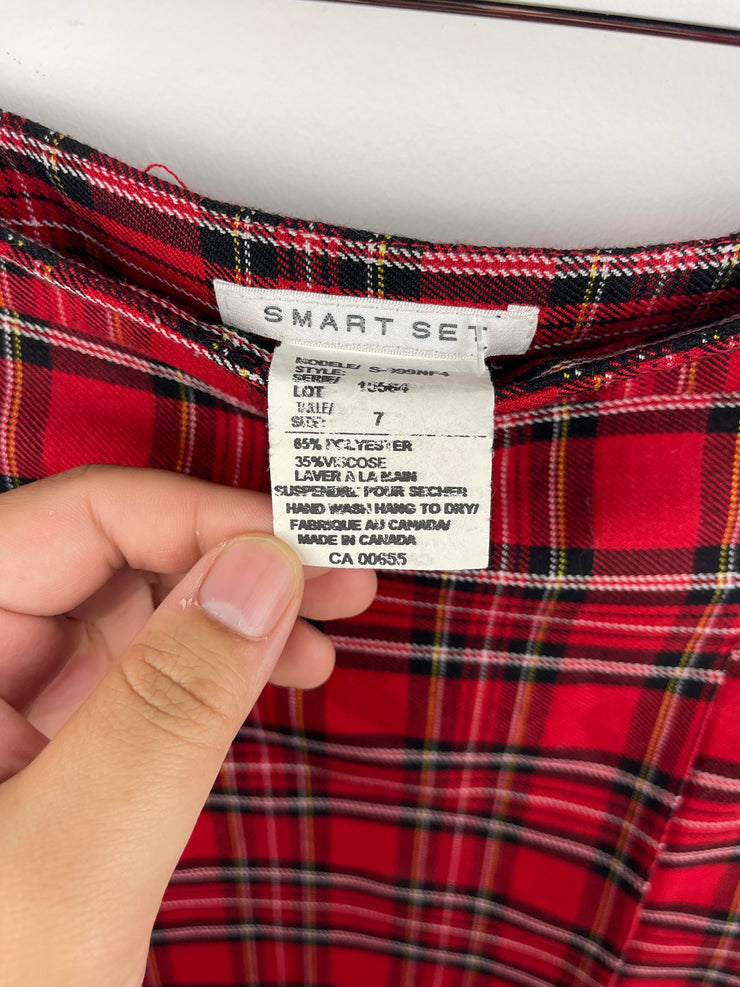 SMART SET
MODELE/
STYLE:
SERIE/
LOT 13564
TAILLE/
SIZE: 7
65% POLYESTER
35%VISCOSE
LAVER A LA MAIN
SUSPENDRE POUR SECHER
HAND WASH HANG TO DRY/
FABRIQUE AU CANADA/
MADE IN CANADA
CA 00655